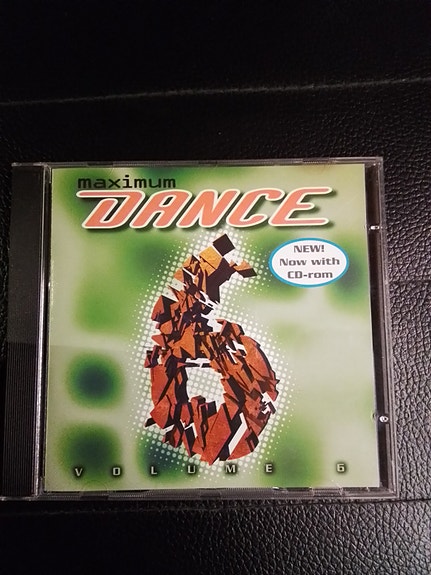 maximum
DANCE
NEW!
Now with
CD-rom
6
VOLUME 6